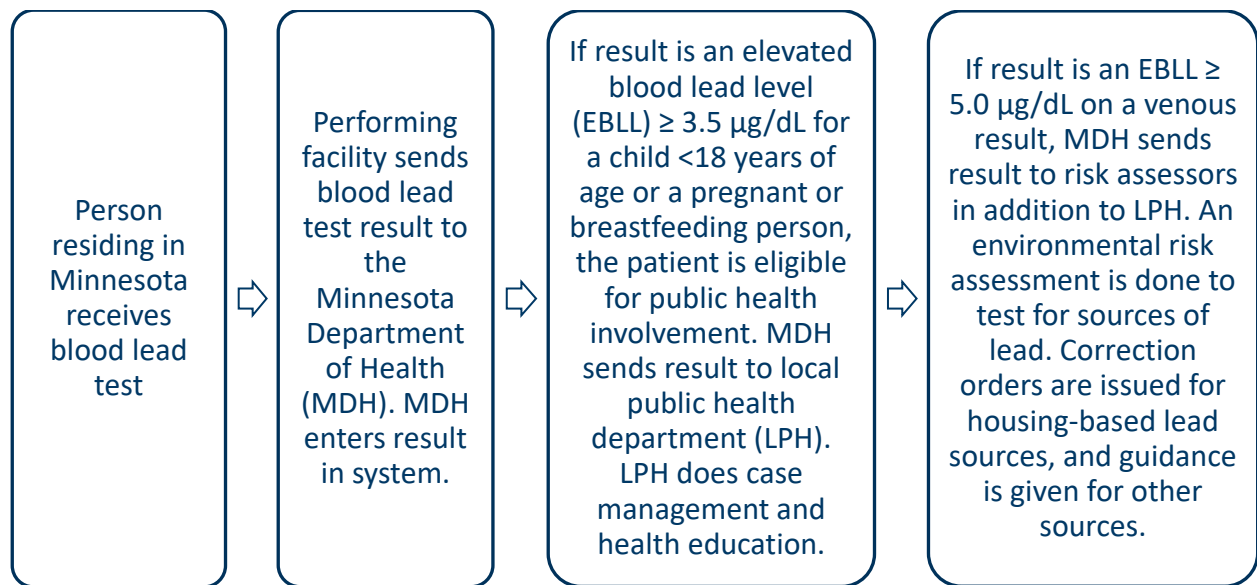 Person
residing in
Minnesota
receives
blood lead
test
Performing
facility sends
blood lead
test result to
the
Minnesota
Department
of Health
(MDH). MDH
enters result
in system.
If result is an elevated
blood lead level
(EBLL) ≥ 3.5 µg/dL for
a child <18 years of
age or a pregnant or
breastfeeding person,
the patient is eligible
for public health
involvement. MDH
sends result to local
public health
department (LPH).
LPH does case
management and
health education.
If result is an EBLL ≥
5.0 µg/dL on a venous
result, MDH sends
result to risk assessors
in addition to LPH. An
environmental risk
assessment is done to
test for sources of
lead. Correction
orders are issued for
housing-based lead
sources, and guidance
is given for other
sources.